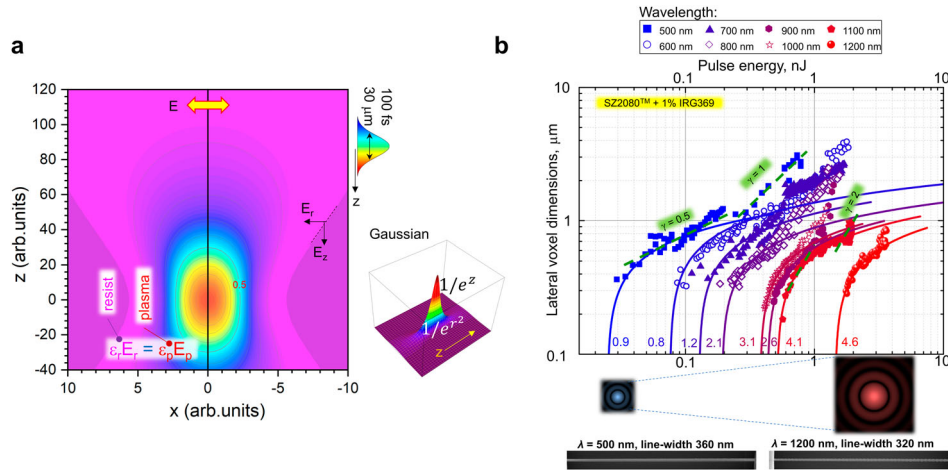 a
120
100
80
60
40
20
0
-20
-40
z (arb.units)
10
5
0
-5
-10
x (arb.units)
E
E_r
E_z
0.5
resist
plasma
ε_rE_r = ε_pE_p
100 fs
30 μm
z
Gaussian
1/e^z
1/e^{r^2}
z
b
Wavelength:
500 nm
700 nm
900 nm
1100 nm
600 nm
800 nm
1000 nm
1200 nm
Pulse energy, nJ
0.1
1
10
SZ2080™ + 1% IRG369
Lateral voxel dimensions, μm
10
1
0.1
γ = 0.5
γ = 1
γ = 2
0.9
0.8
1.2
2.1
3.1
2.6
4.1
4.6
0.1
1
10
λ = 500 nm, line-width 360 nm
λ = 1200 nm, line-width 320 nm